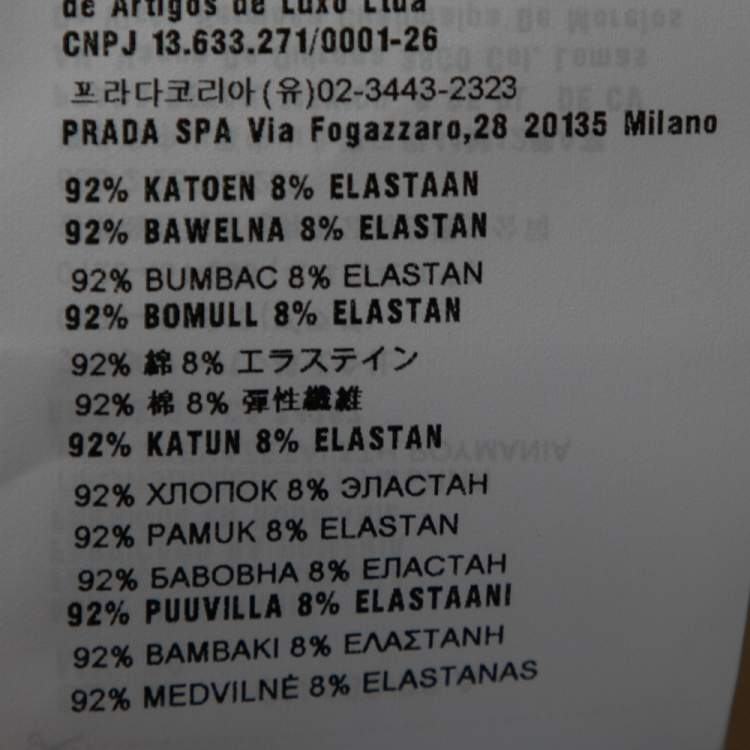 de Artigos de Luxo Ltda
CNPJ 13.633.271/0001-26
프라다코리아(유)02-3443-2323
PRADA SPA Via Fogazzaro,28 20135 Milano
92% KATOEN 8% ELASTAAN
92% BAWELNA 8% ELASTAN
92% BUMBAC 8% ELASTAN
92% BOMULL 8% ELASTAN
92% 綿 8% エラステイン
92% 棉 8% 彈性纖維
92% KATUN 8% ELASTAN
92% ХЛОПОК 8% ЭЛАСТАН
92% PAMUK 8% ELASTAN
92% БАВОВНА 8% ЕЛАСТАН
92% PUUVILLA 8% ELASTAANI
92% ΒΑΜΒΑΚΙ 8% ΕΛΑΣΤΑΝΗ
92% MEDVILNĖ 8% ELASTANAS